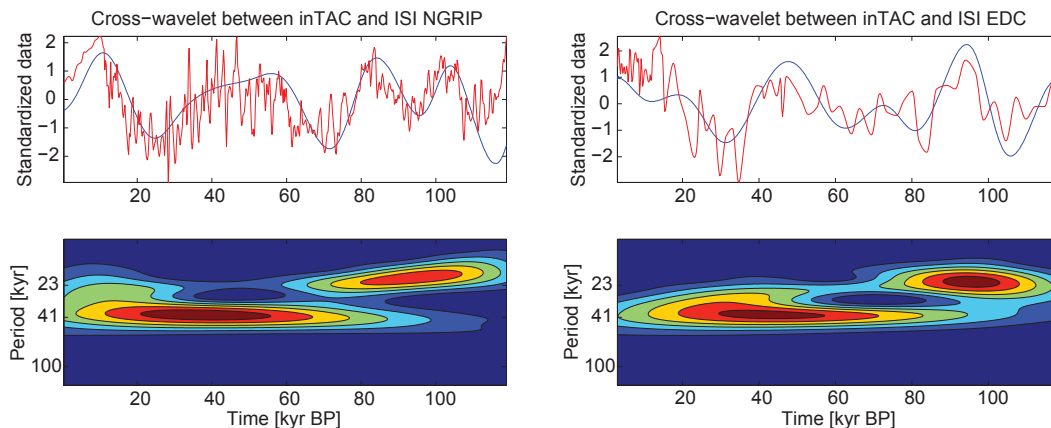 Cross−wavelet between inTAC and ISI NGRIP
Standardized data
2
1
0
−1
−2
20 40 60 80 100
Period [kyr]
23
41
100
20 40 60 80 100
Time [kyr BP]
Cross−wavelet between inTAC and ISI EDC
Standardized data
2
1
0
−1
−2
20 40 60 80 100
Period [kyr]
23
41
100
20 40 60 80 100
Time [kyr BP]